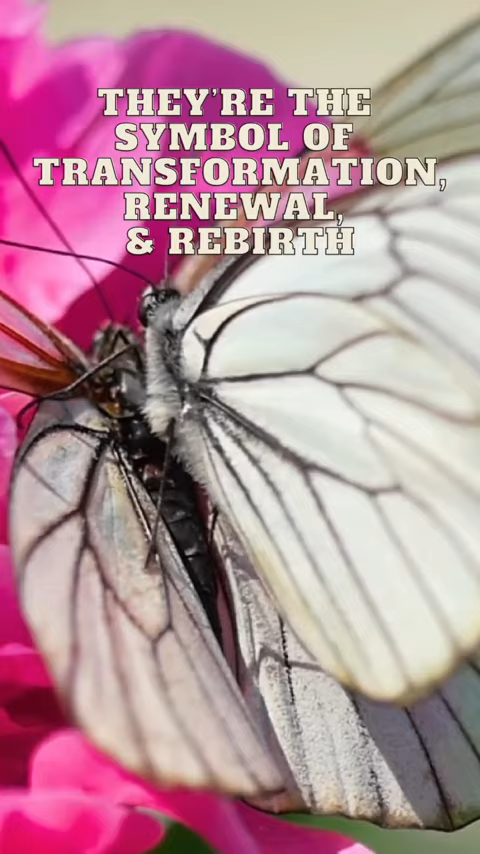 THEY’RE THE
SYMBOL OF
TRANSFORMATION,
RENEWAL,
& REBIRTH